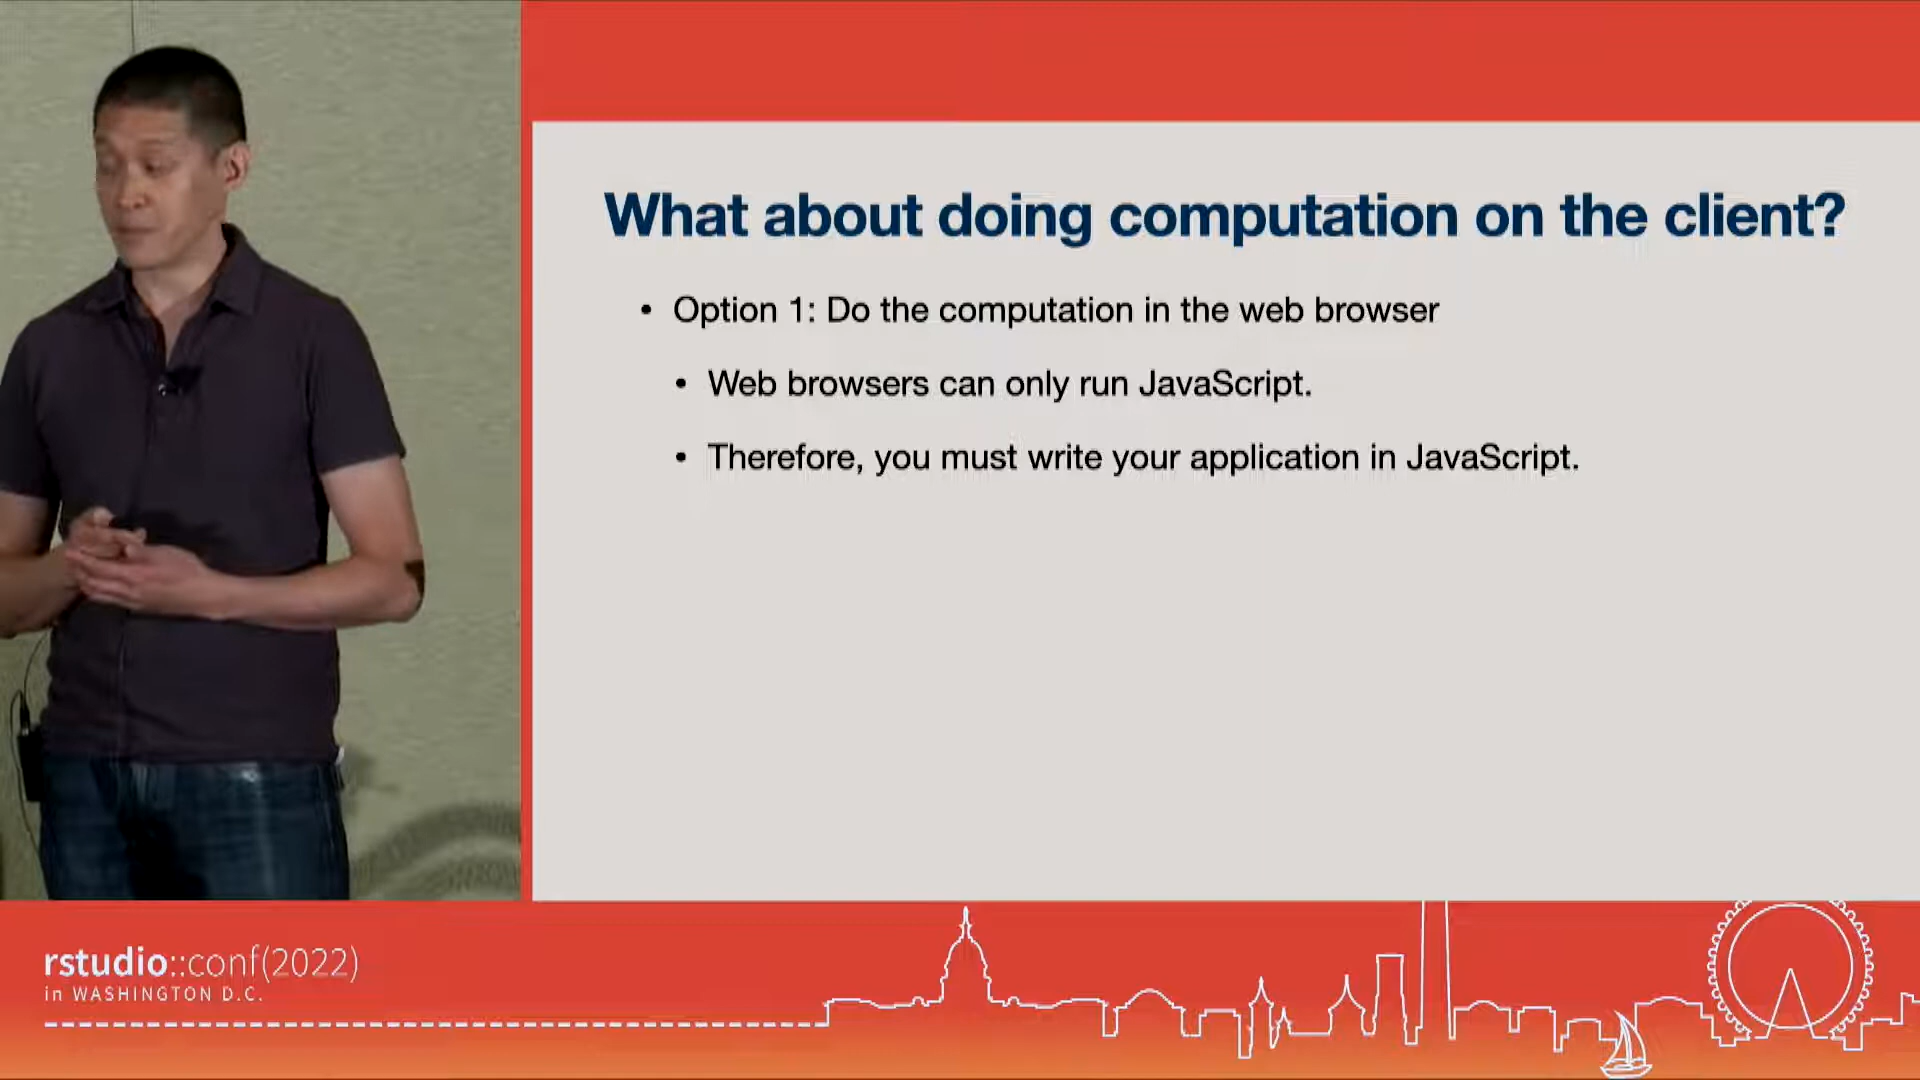 What about doing computation on the client?
• Option 1: Do the computation in the web browser
• Web browsers can only run JavaScript.
• Therefore, you must write your application in JavaScript.
rstudio::conf(2022)
in WASHINGTON D.C.